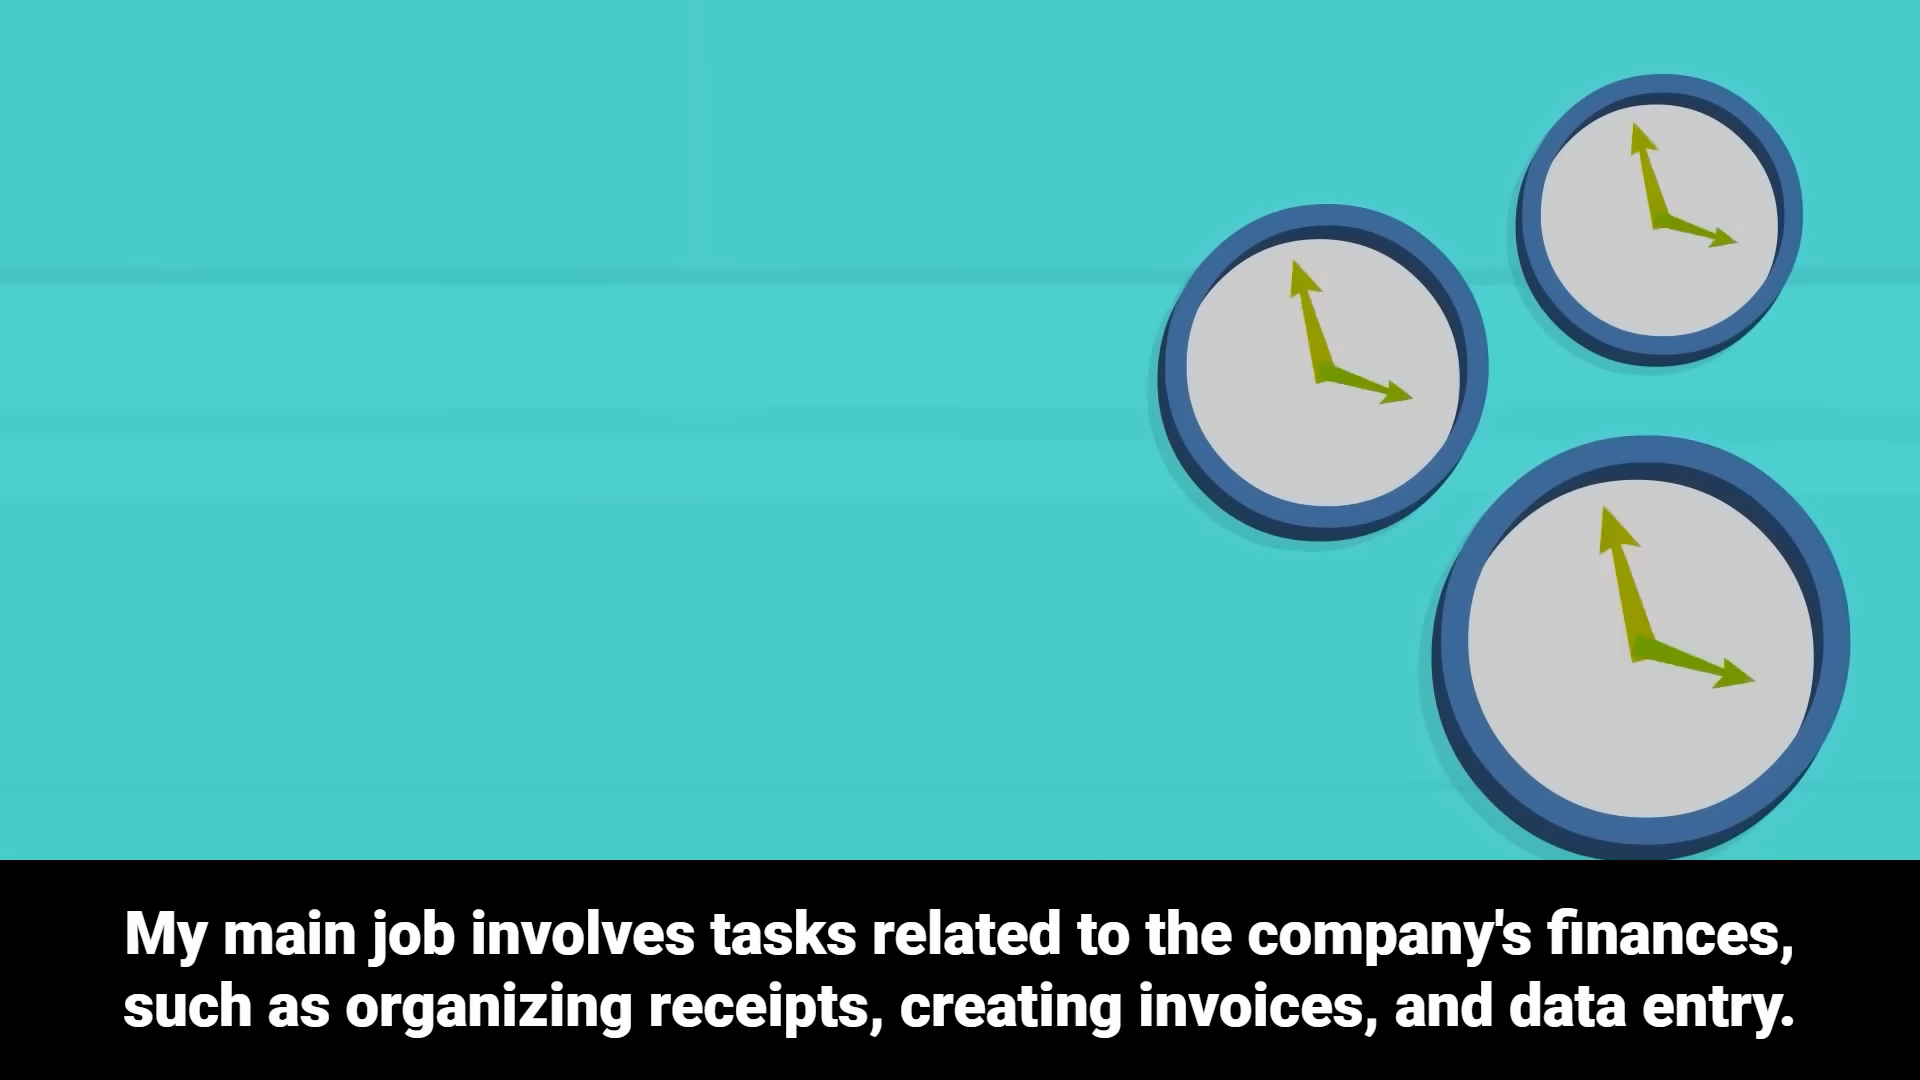 My main job involves tasks related to the company's finances,
such as organizing receipts, creating invoices, and data entry.